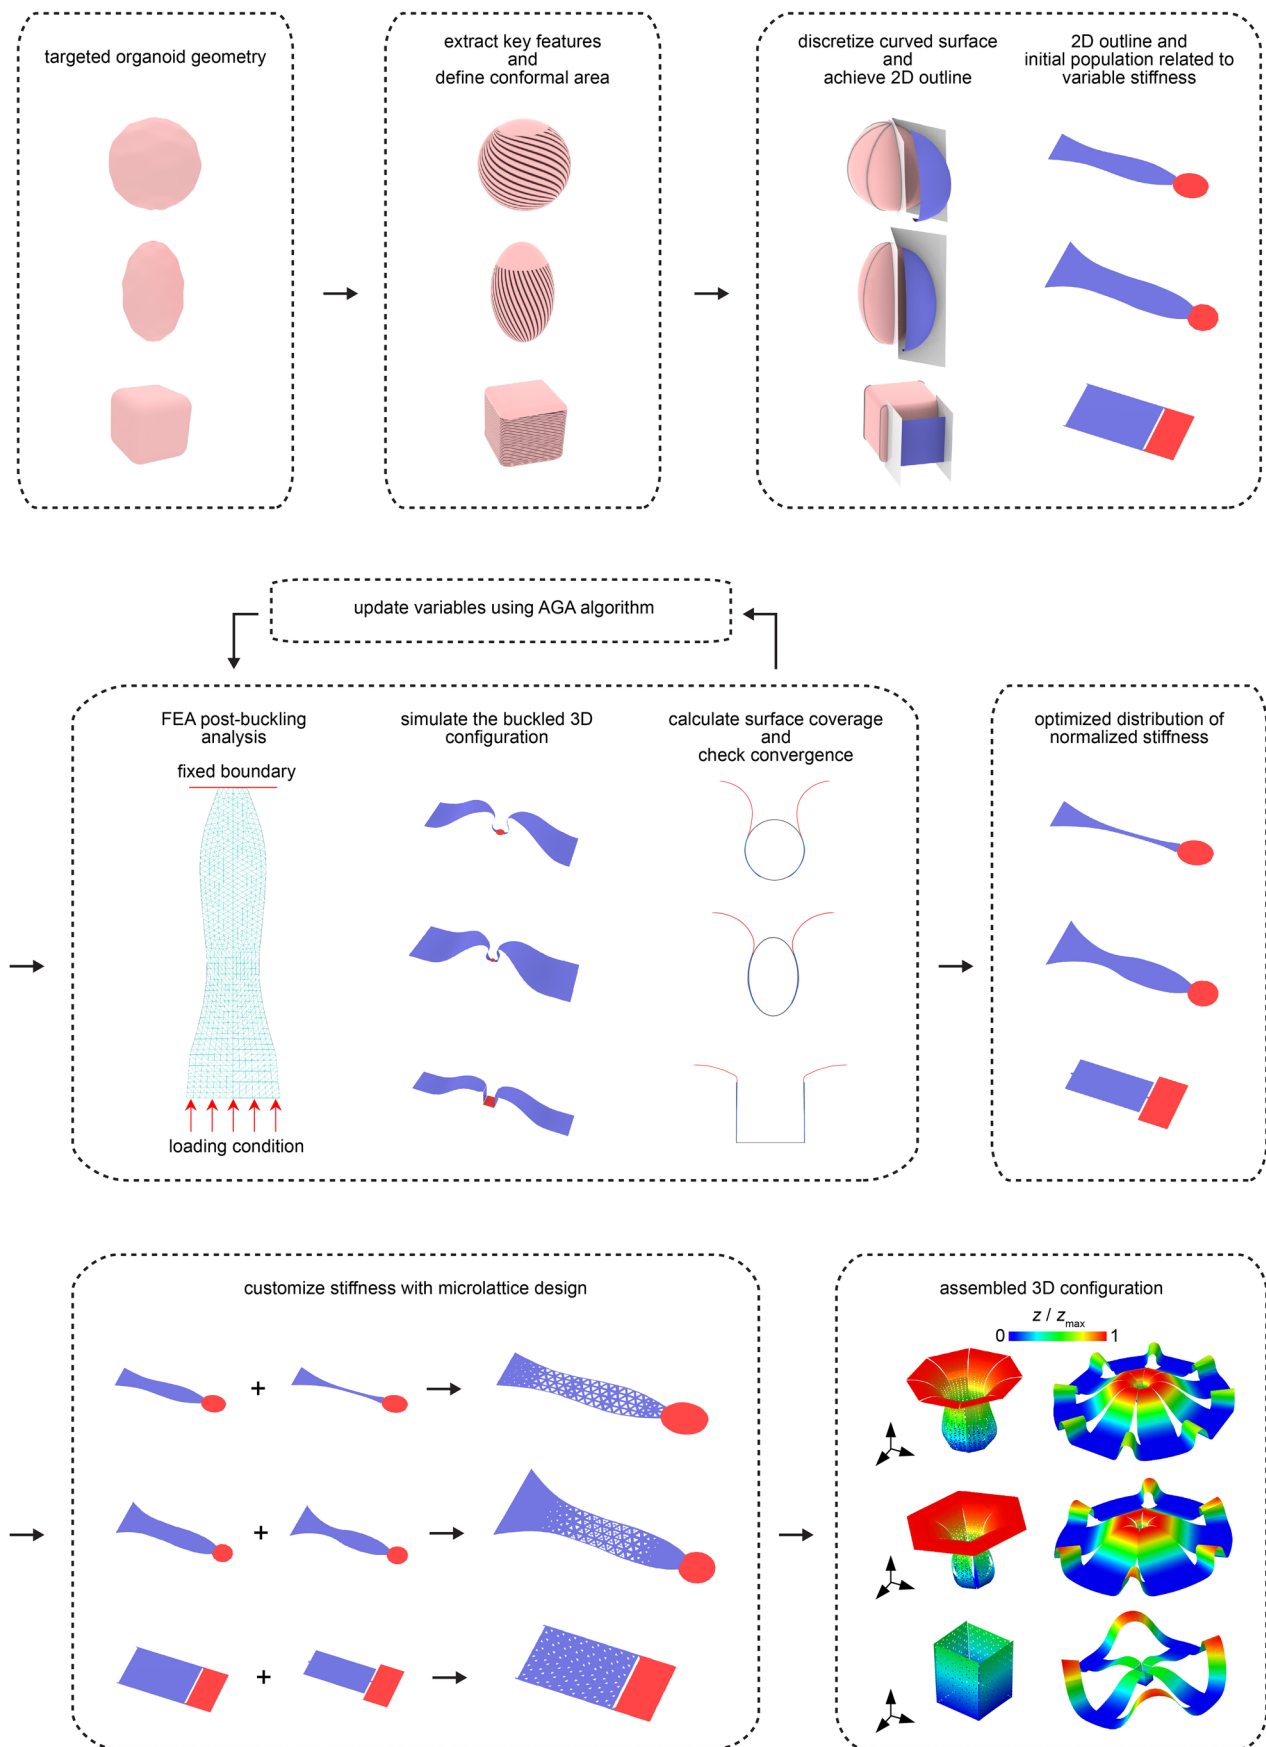 targeted organoid geometry
extract key features
and
define conformal area
discretize curved surface
and
achieve 2D outline
2D outline and
initial population related to
variable stiffness
update variables using AGA algorithm
FEA post-buckling
analysis
fixed boundary
loading condition
simulate the buckled 3D
configuration
calculate surface coverage
and
check convergence
optimized distribution of
normalized stiffness
customize stiffness with microlattice design
+
+
+
assembled 3D configuration
z / zmax
0 1